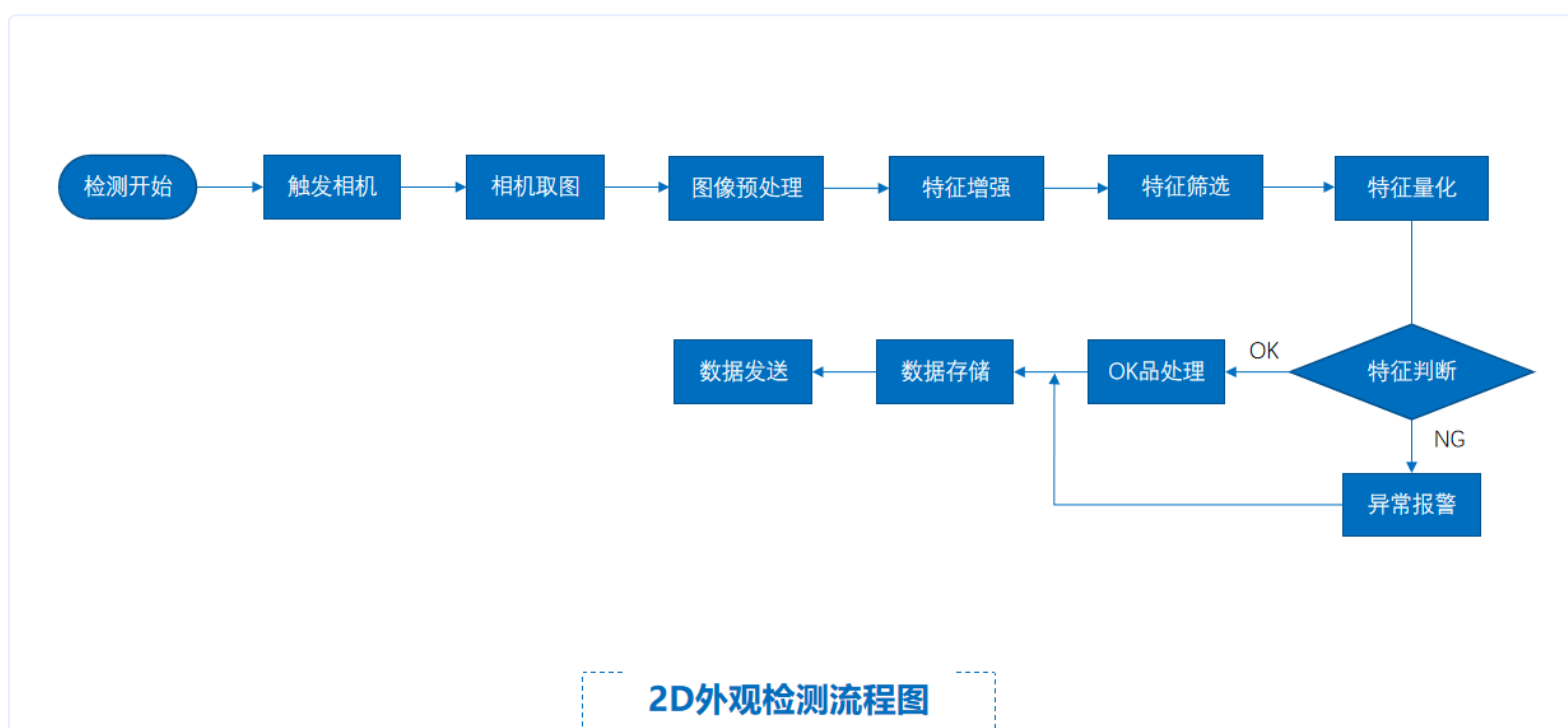 检测开始
触发相机
相机取图
图像预处理
特征增强
特征筛选
特征量化
数据发送
数据存储
OK品处理
OK
特征判断
NG
异常报警
2D外观检测流程图